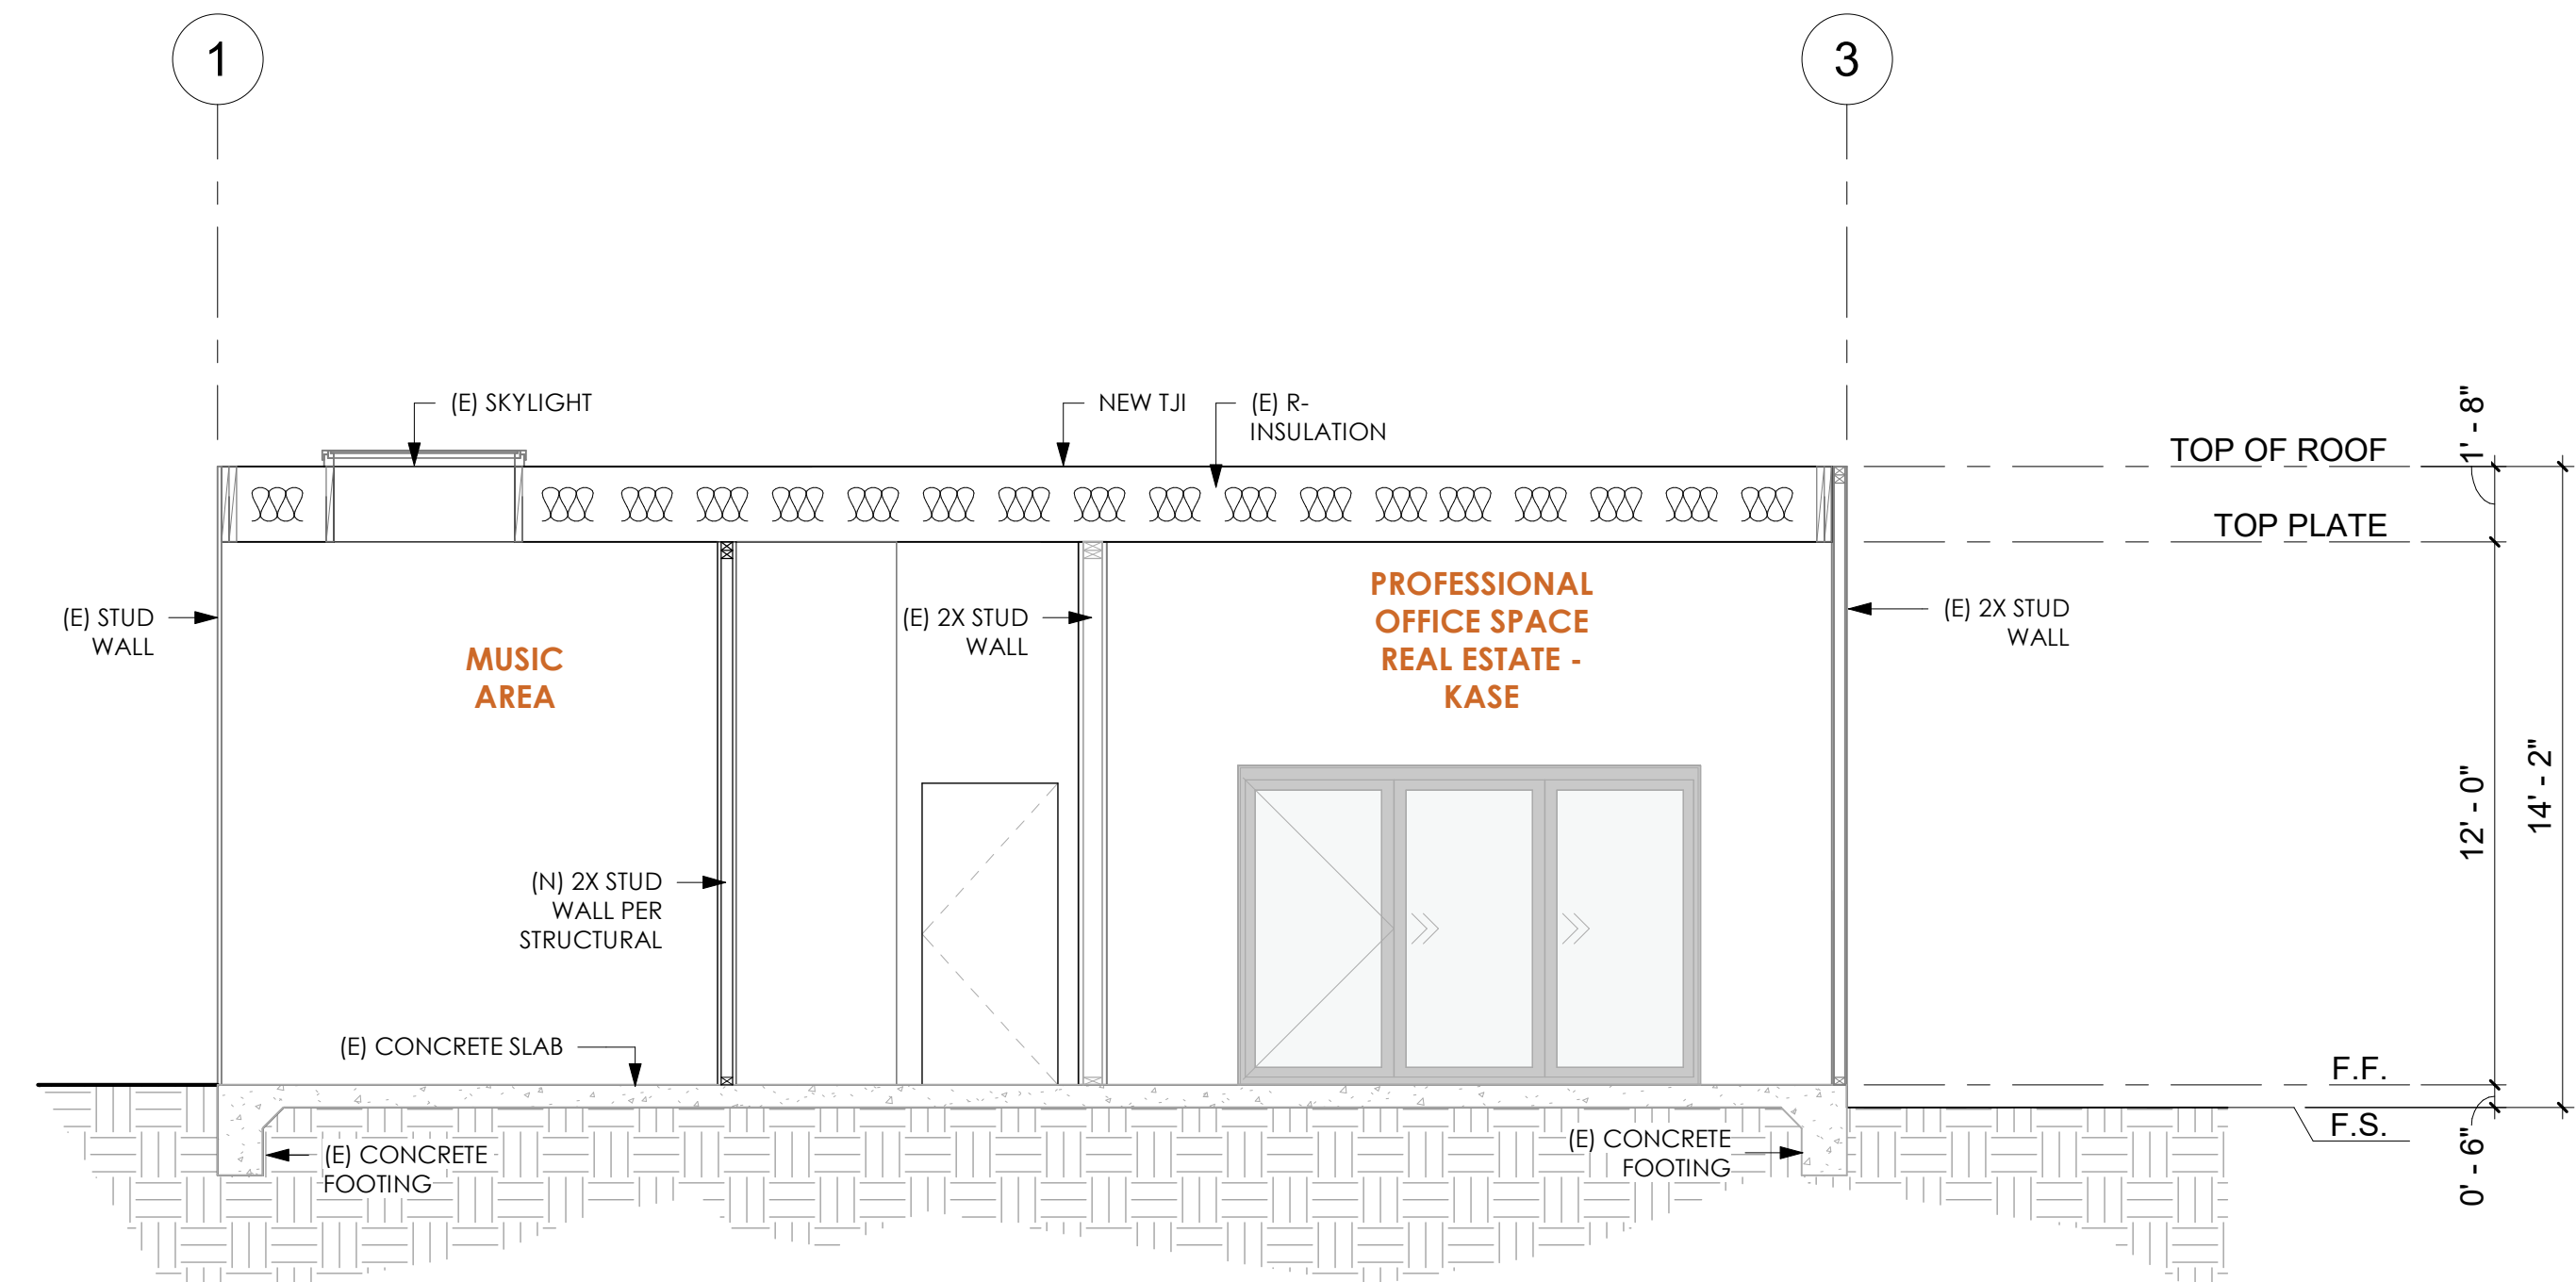 1
3
(E) SKYLIGHT
NEW TJI
(E) R-
INSULATION
1' - 8"
TOP OF ROOF
TOP PLATE
(E) STUD
WALL
MUSIC
AREA
(E) 2X STUD
WALL
PROFESSIONAL
OFFICE SPACE
REAL ESTATE -
KASE
(E) 2X STUD
WALL
12' - 0"
14' - 2"
(N) 2X STUD
WALL PER
STRUCTURAL
(E) CONCRETE SLAB
F.F.
F.S.
0' - 6"
(E) CONCRETE
FOOTING
(E) CONCRETE
FOOTING